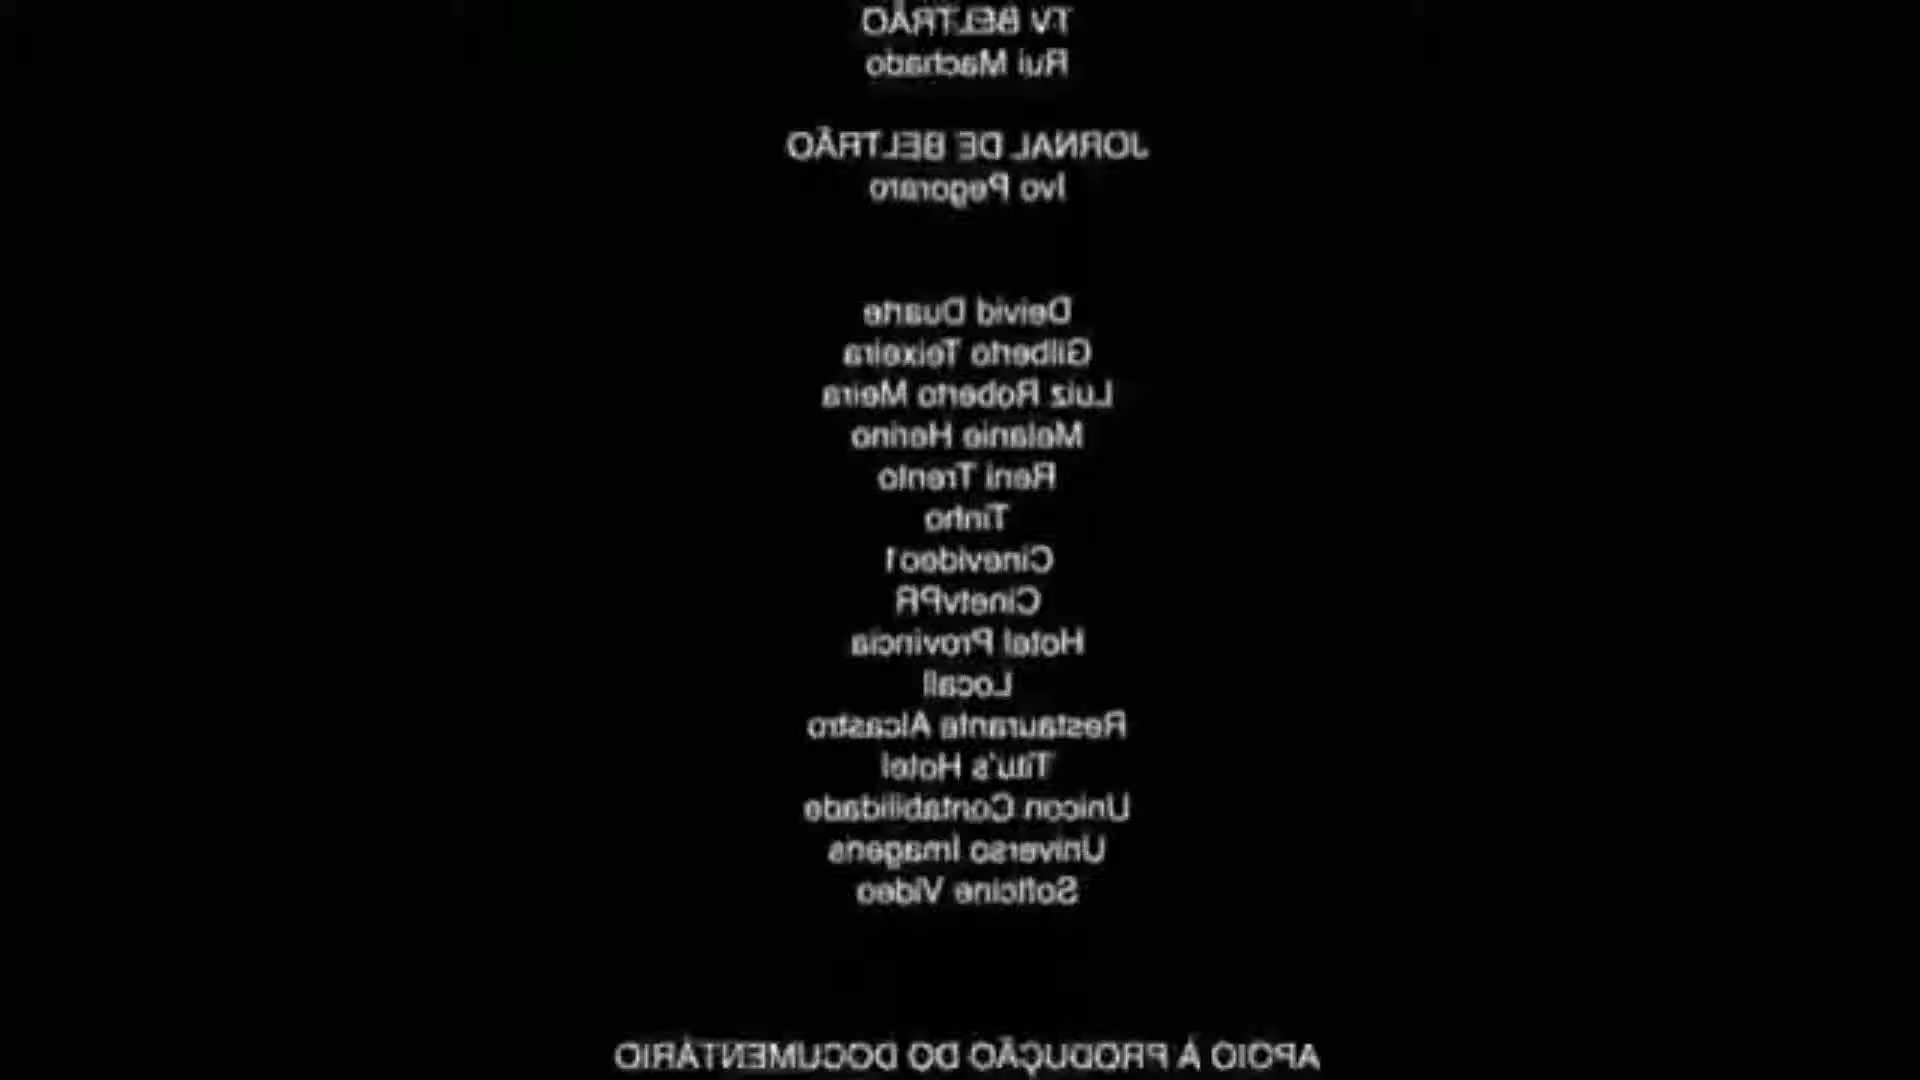 TV BELTRÃO
Rui Machado
JORNAL DE BELTRÃO
Ivo Pegoraro
Deivid Duarte
Gilberto Teixeira
Luiz Roberto Meira
Melanie Herino
Reni Trento
Tinho
Cinevideo1
CinetvPR
Hotel Provincia
Locall
Restaurante Alcastro
Titu's Hotel
Unicon Contabilidade
Universo Imagens
Softcine Video
APOIO À PRODUÇÃO DO DOCUMENTÁRIO